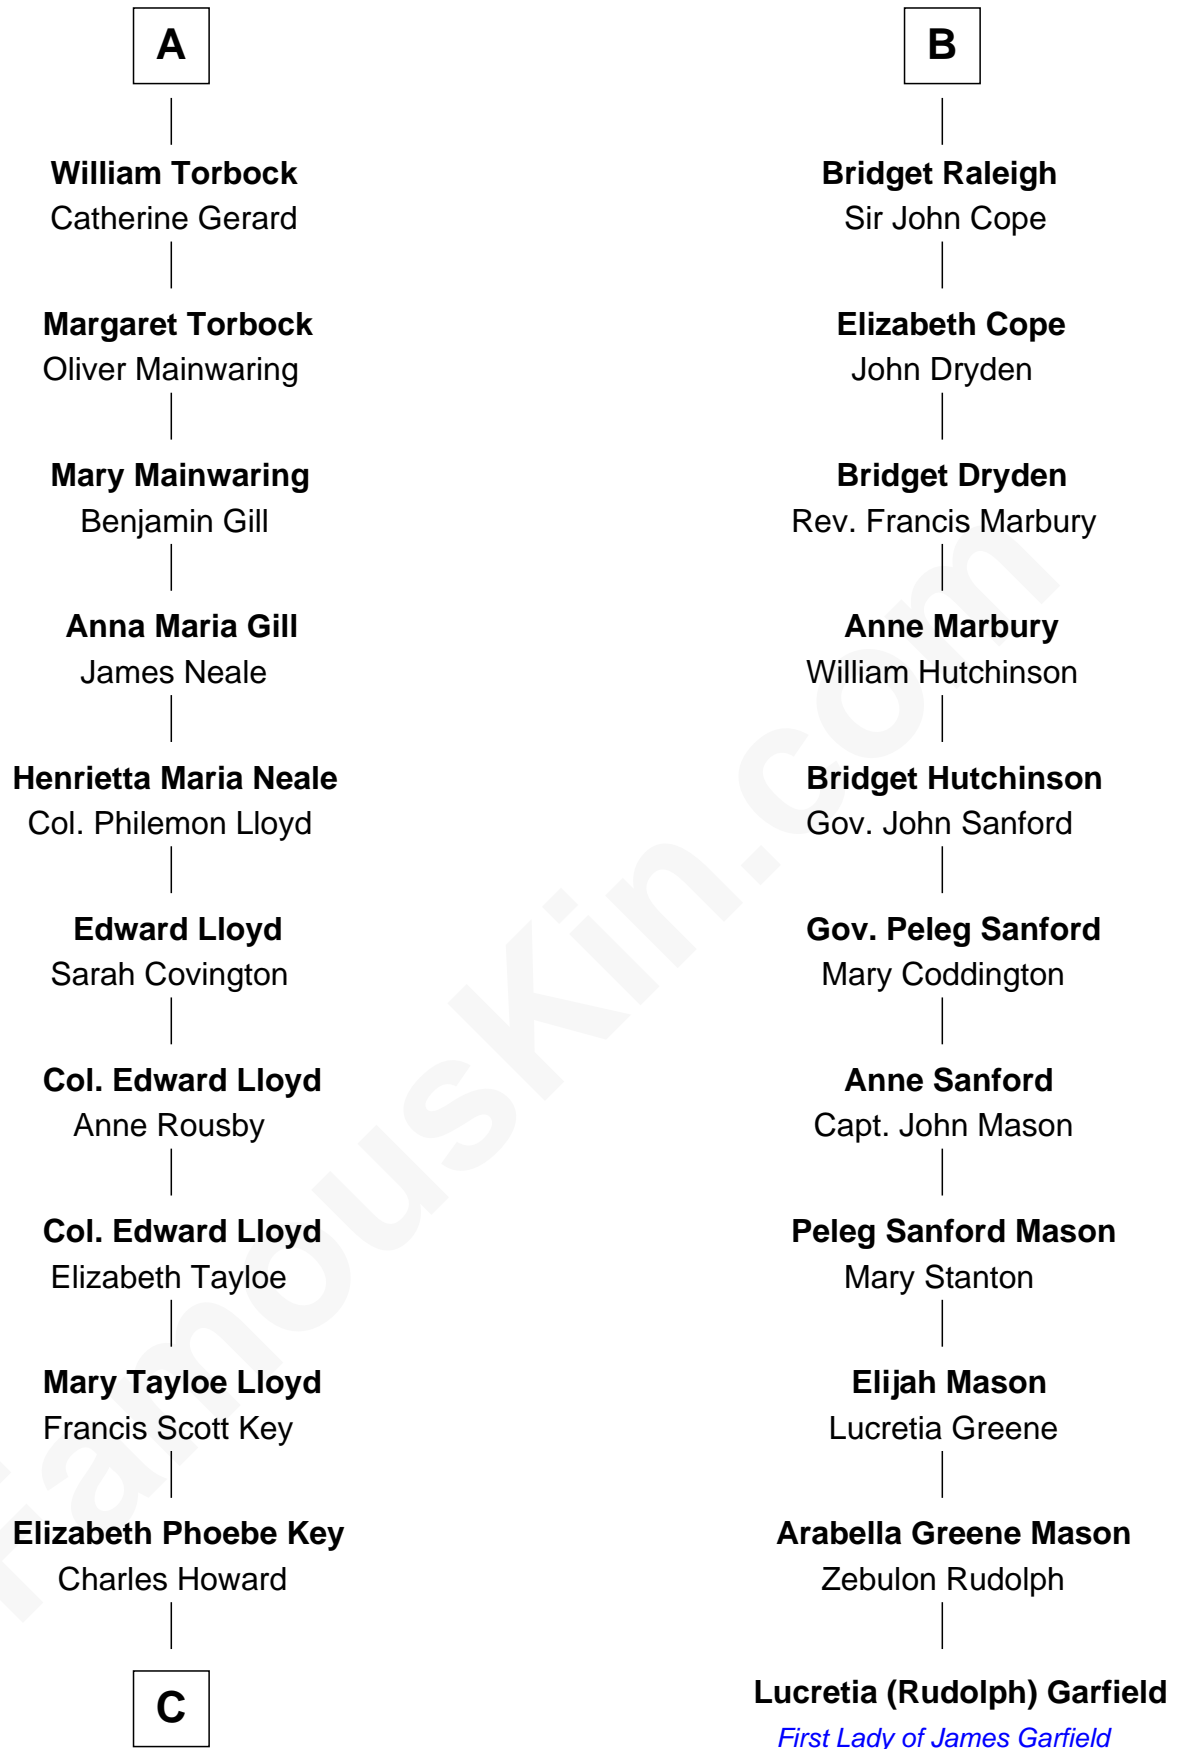 A
William Torbock
Catherine Gerard
Margaret Torbock
Oliver Mainwaring
Mary Mainwaring
Benjamin Gill
Anna Maria Gill
James Neale
Henrietta Maria Neale
Col. Philemon Lloyd
Edward Lloyd
Sarah Covington
Col. Edward Lloyd
Anne Rousby
Col. Edward Lloyd
Elizabeth Tayloe
Mary Tayloe Lloyd
Francis Scott Key
Elizabeth Phoebe Key
Charles Howard
C
B
Bridget Raleigh
Sir John Cope
Elizabeth Cope
John Dryden
Bridget Dryden
Rev. Francis Marbury
Anne Marbury
William Hutchinson
Bridget Hutchinson
Gov. John Sanford
Gov. Peleg Sanford
Mary Coddington
Anne Sanford
Capt. John Mason
Peleg Sanford Mason
Mary Stanton
Elijah Mason
Lucretia Greene
Arabella Greene Mason
Zebulon Rudolph
Lucretia (Rudolph) Garfield
First Lady of James Garfield
FamousKin.com